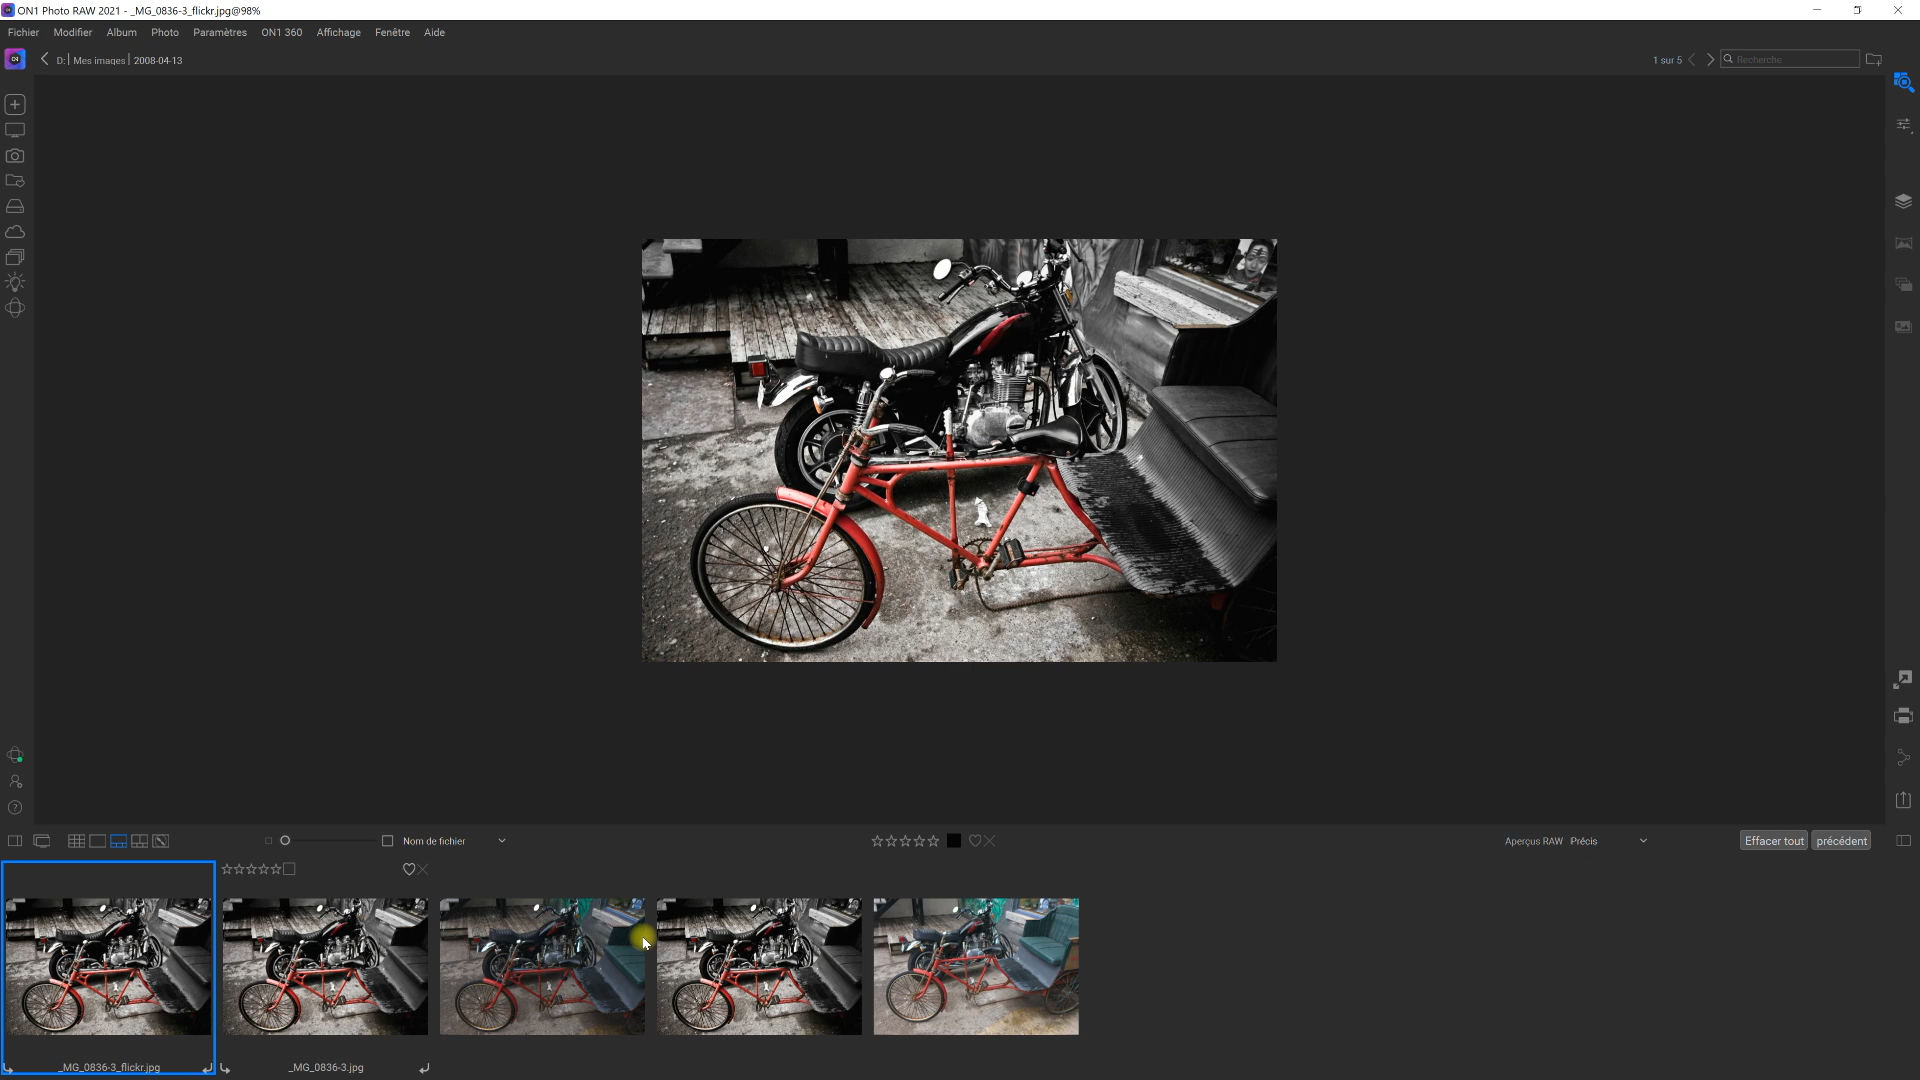 ON1 Photo RAW 2021 - _MG_0836-3_flickr.jpg@98%
Fichier Modifier Album Photo Paramètres ON1 360 Affichage Fenêtre Aide
D: Mes images 2008-04-13
1 sur 5
Recherche
Nom de fichier
Aperçus RAW Précis
Effacer tout
précédent
_MG_0836-3_flickr.jpg
_MG_0836-3.jpg